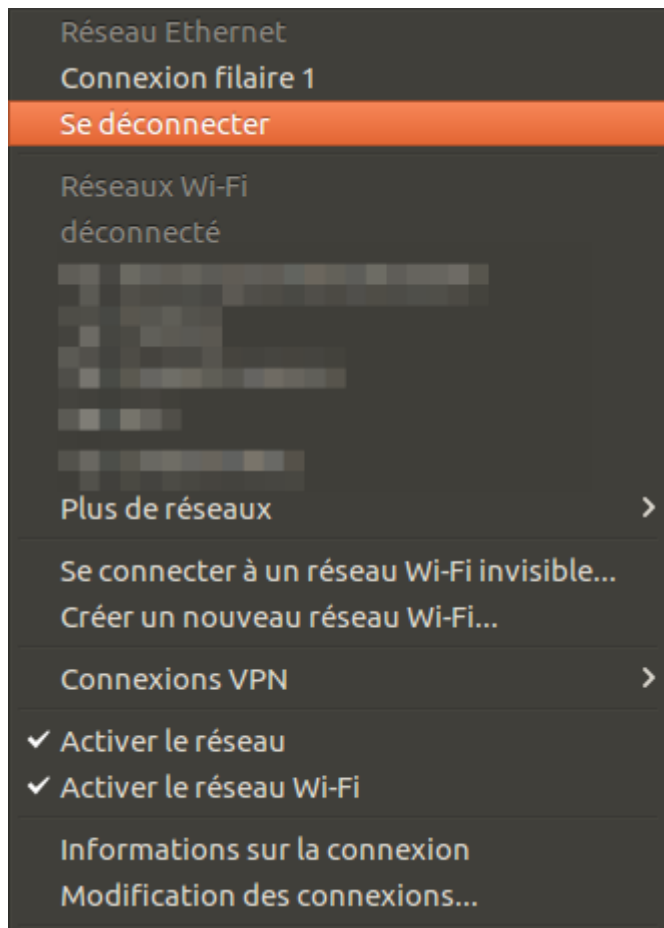 Réseau Ethernet
Connexion filaire 1
Se déconnecter
Réseaux Wi-Fi
déconnecté
Plus de réseaux
Se connecter à un réseau Wi-Fi invisible...
Créer un nouveau réseau Wi-Fi...
Connexions VPN
Activer le réseau
Activer le réseau Wi-Fi
Informations sur la connexion
Modification des connexions...